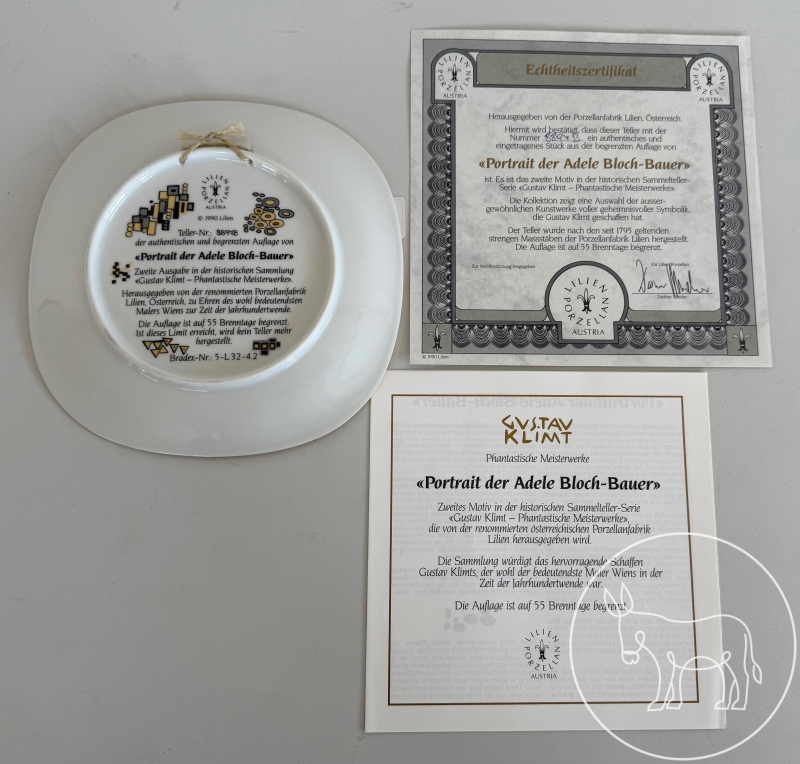 LILIEN PORZELLAN
AUSTRIA
© 1990 Lilien
Teller-Nr.: 8897B
der authentischen und begrenzten Auflage von
«Portrait der Adele Bloch-Bauer»
Zweite Ausgabe in der historischen Sammlung
«Gustav Klimt – Phantastische Meisterwerke»
Herausgegeben von der renommierten Porzellanfabrik
Lilien, Österreich, zu Ehren des wohl bedeutendsten
Malers Wiens zur Zeit der Jahrhundertwende.
Die Auflage ist auf 55 Brenntage begrenzt.
Ist dieses Limit erreicht, wird kein Teller mehr
hergestellt.
Bradex-Nr.: 5-L32-4.2
LILIEN PORZELLAN
AUSTRIA
Echtheitszertifikat
LILIEN PORZELLAN
AUSTRIA
Herausgegeben von der Porzellanfabrik Lilien, Österreich.
Hiermit wird bestätigt, dass dieser Teller mit der
Nummer ein authentisches und
eingetragenes Stück aus der begrenzten Auflage von
«Portrait der Adele Bloch-Bauer»
ist. Es ist das zweite Motiv in der historischen Sammelteller-
Serie «Gustav Klimt – Phantastische Meisterwerke».
Die Kollektion zeigt eine Auswahl der ausser-
gewöhnlichen Kunstwerke voller geheimnisvoller Symbolik,
die Gustav Klimt geschaffen hat.
Der Teller wurde nach den seit 1795 geltenden
strengen Massstäben der Porzellanfabrik Lilien hergestellt.
Die Auflage ist auf 55 Brenntage begrenzt.
Zur Veröffentlichung freigegeben:
Für Lilien Porzellan:
LILIEN PORZELLAN
AUSTRIA
© 1990 Lilien
GUSTAV
KLIMT
Phantastische Meisterwerke
«Portrait der Adele Bloch-Bauer»
Zweites Motiv in der historischen Sammelteller-Serie
«Gustav Klimt – Phantastische Meisterwerke»,
die von der renommierten österreichischen Porzellanfabrik
Lilien herausgegeben wird.
Die Sammlung würdigt das hervorragende Schaffen
Gustav Klimts, der wohl der bedeutendste Maler Wiens in der
Zeit der Jahrhundertwende war.
Die Auflage ist auf 55 Brenntage begrenzt.
LILIEN PORZELLAN
AUSTRIA